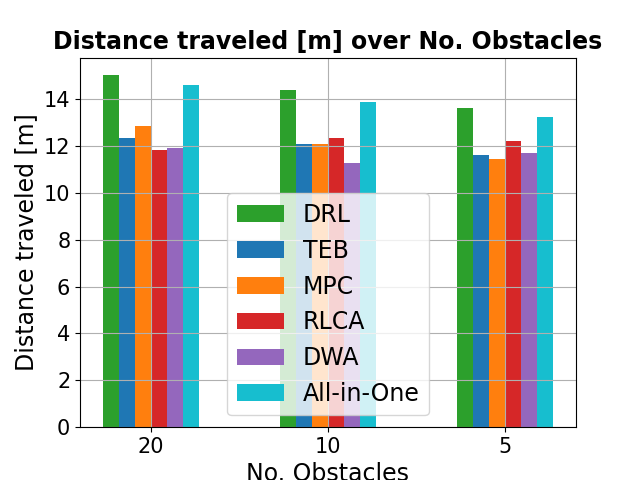 Distance traveled [m] over No. Obstacles
Distance traveled [m]
14
12
10
8
6
4
2
0
DRL
TEB
MPC
RLCA
DWA
All-in-One
20 10 5
No. Obstacles